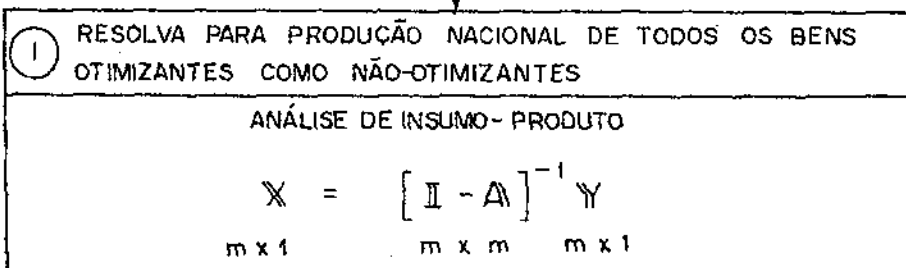 1 RESOLVA PARA PRODUÇÃO NACIONAL DE TODOS OS BENS
OTIMIZANTES COMO NÃO-OTIMIZANTES
ANÁLISE DE INSUMO-PRODUTO
𝕏 = [𝕀 - 𝔸]⁻¹ 𝕐
m x 1 m x m m x 1